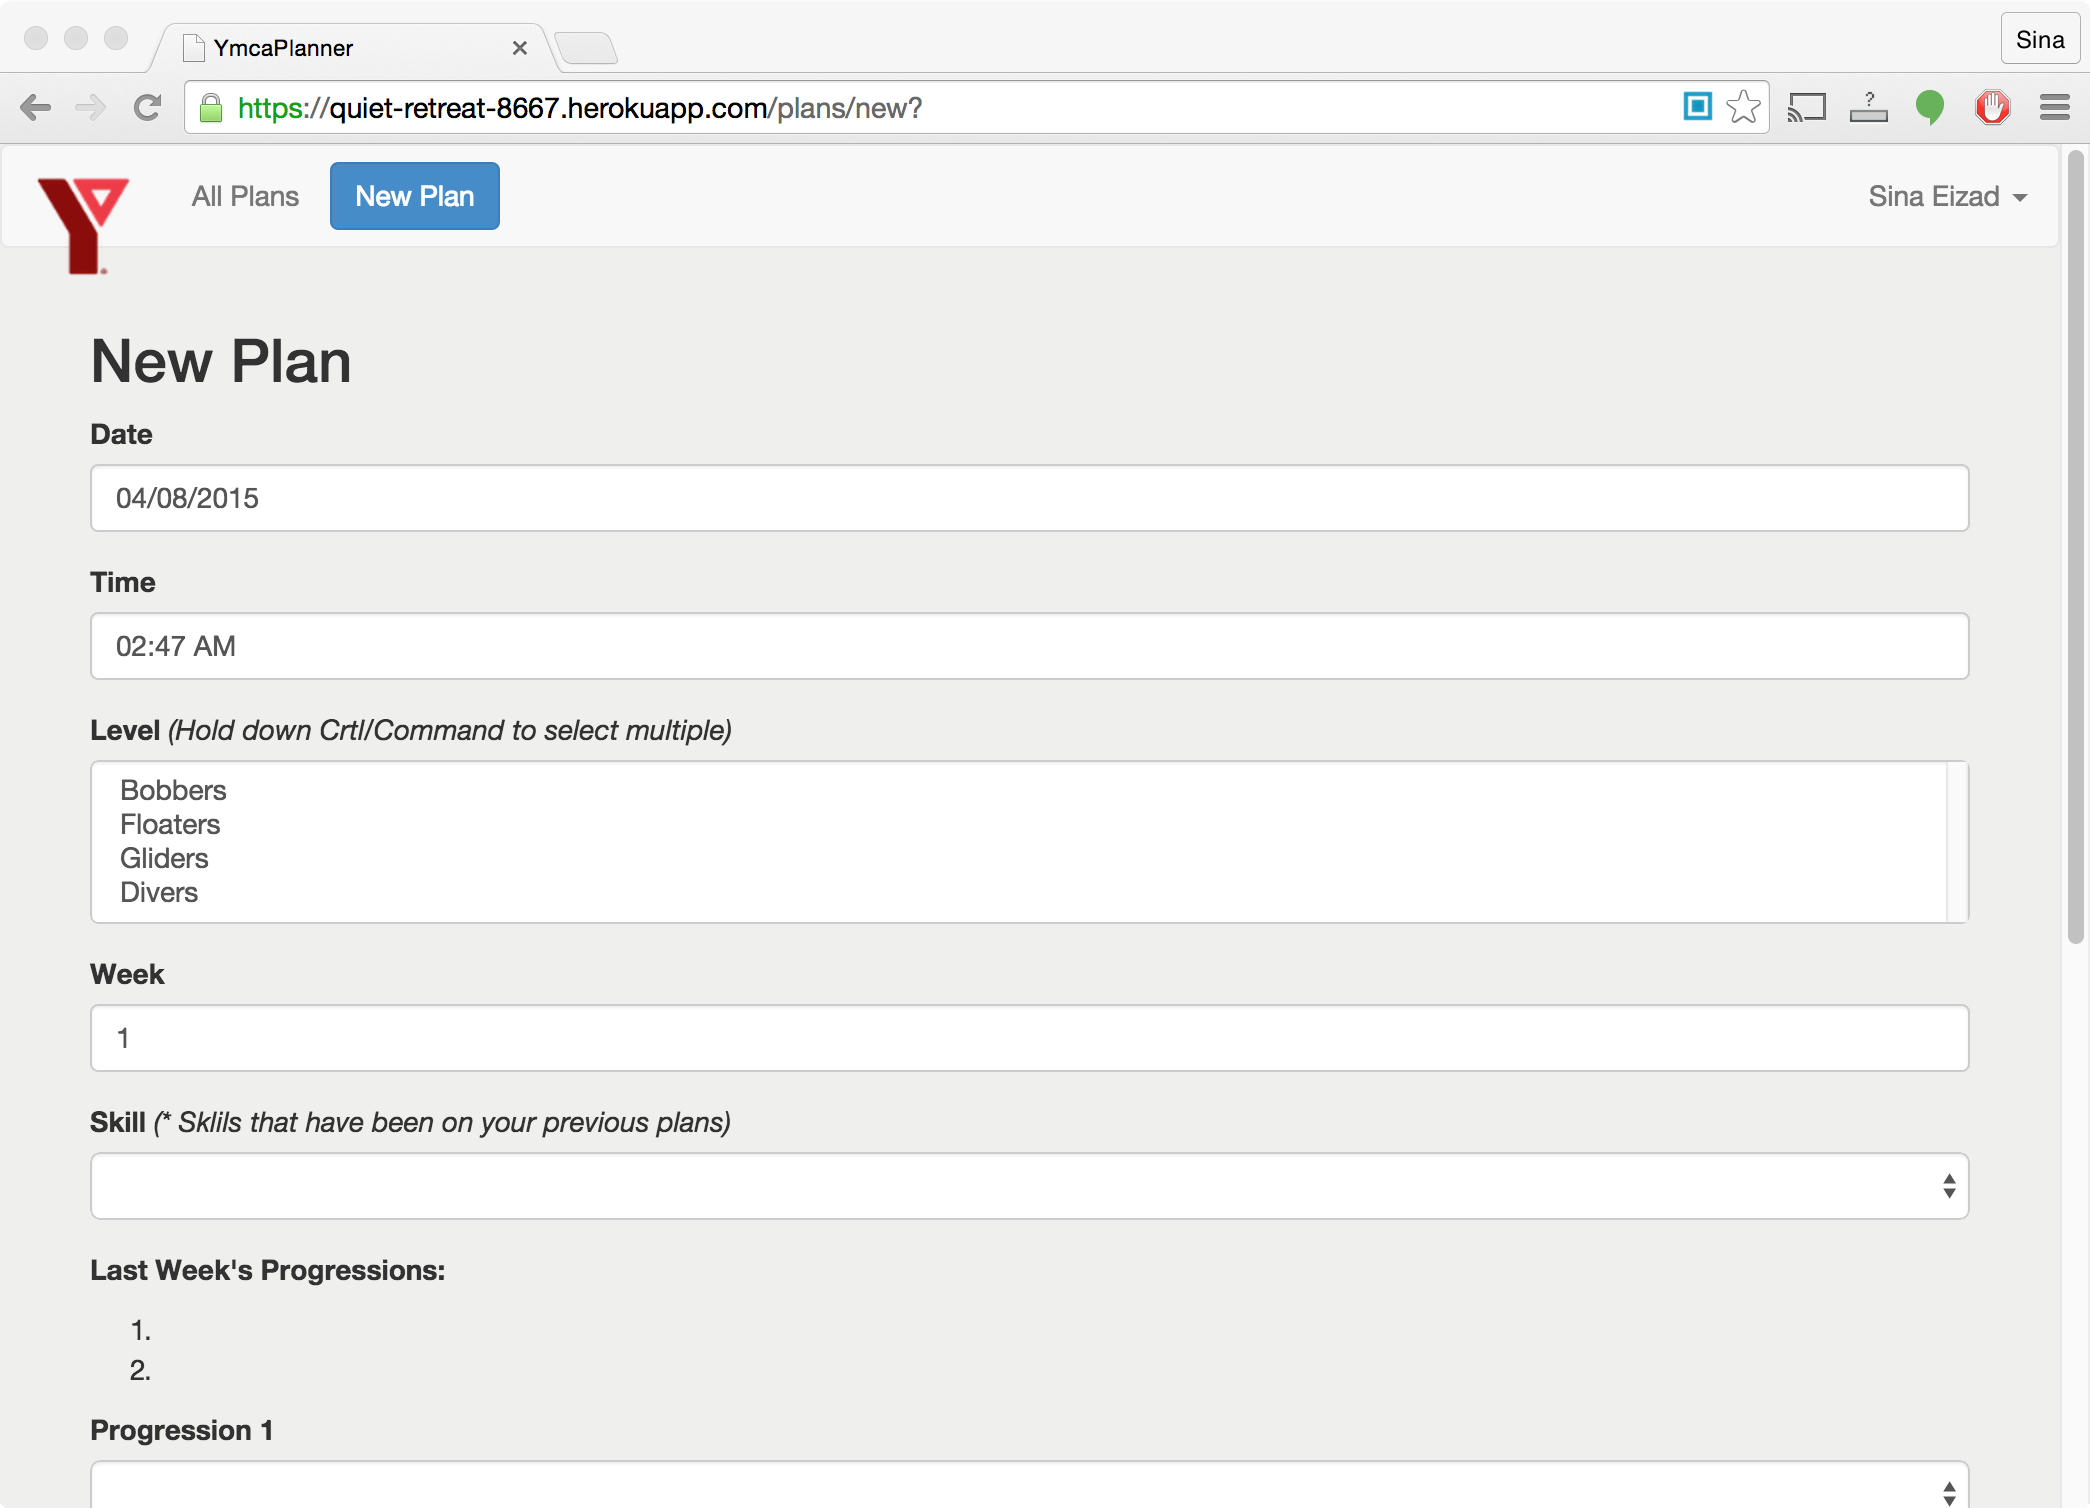 YmcaPlanner
Sina
https://quiet-retreat-8667.herokuapp.com/plans/new?
?
Y
All Plans
New Plan
Sina Eizad
New Plan
Date
04/08/2015
Time
02:47 AM
Level (Hold down Crtl/Command to select multiple)
Bobbers
Floaters
Gliders
Divers
Week
1
Skill (* Sklils that have been on your previous plans)
Last Week's Progressions:
1.
2.
Progression 1